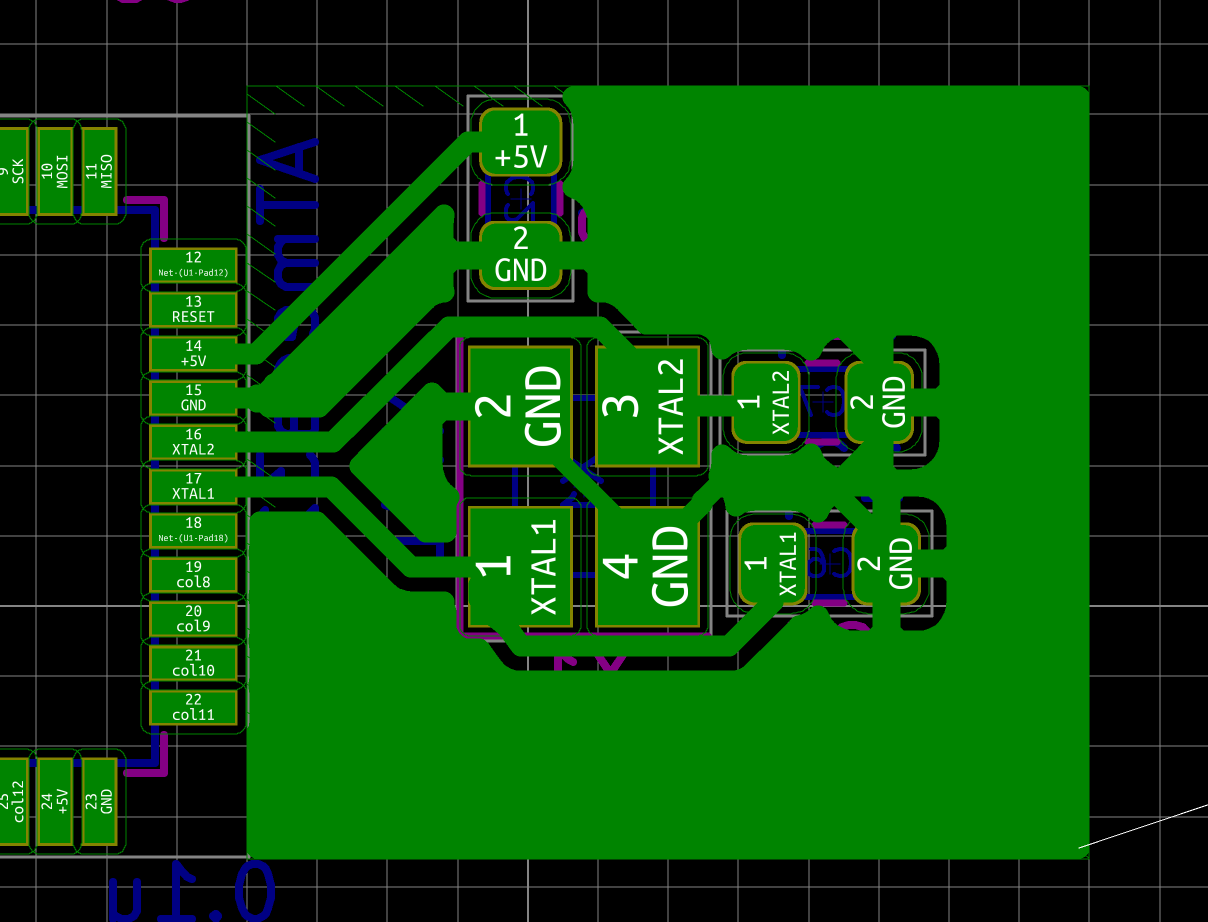 9
SCK
10
MOSI
11
MISO
1
+5V
2
GND
12
Net-(U1-Pad12)
13
RESET
14
+5V
15
GND
16
XTAL2
17
XTAL1
18
Net-(U1-Pad18)
19
col8
20
col9
21
col10
22
col11
2
GND
3
XTAL2
1
XTAL2
2
GND
1
XTAL1
4
GND
1
XTAL1
2
GND
25
col12
24
+5V
23
GND
0.1u